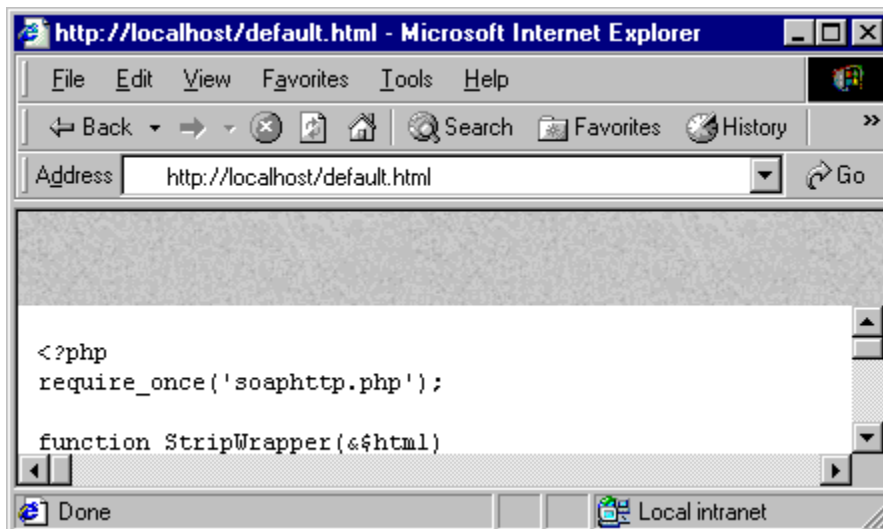 http://localhost/default.html - Microsoft Internet Explorer
File Edit View Favorites Tools Help
Back Search Favorites History »
Address http://localhost/default.html Go
<?php
require_once('soaphttp.php');
function StripWrapper(&$html)
Done Local intranet